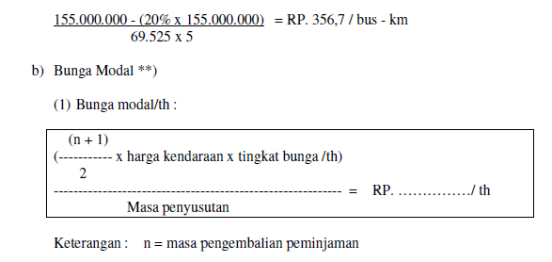 155.000.000 - (20% x 155.000.000) = RP. 356,7 / bus - km
69.525 x 5
b) Bunga Modal **)
(1) Bunga modal/th :
(n + 1)
(----------- x harga kendaraan x tingkat bunga /th)
2
------------------------------------------------------------ = RP. ……………/ th
Masa penyusutan
Keterangan : n = masa pengembalian peminjaman